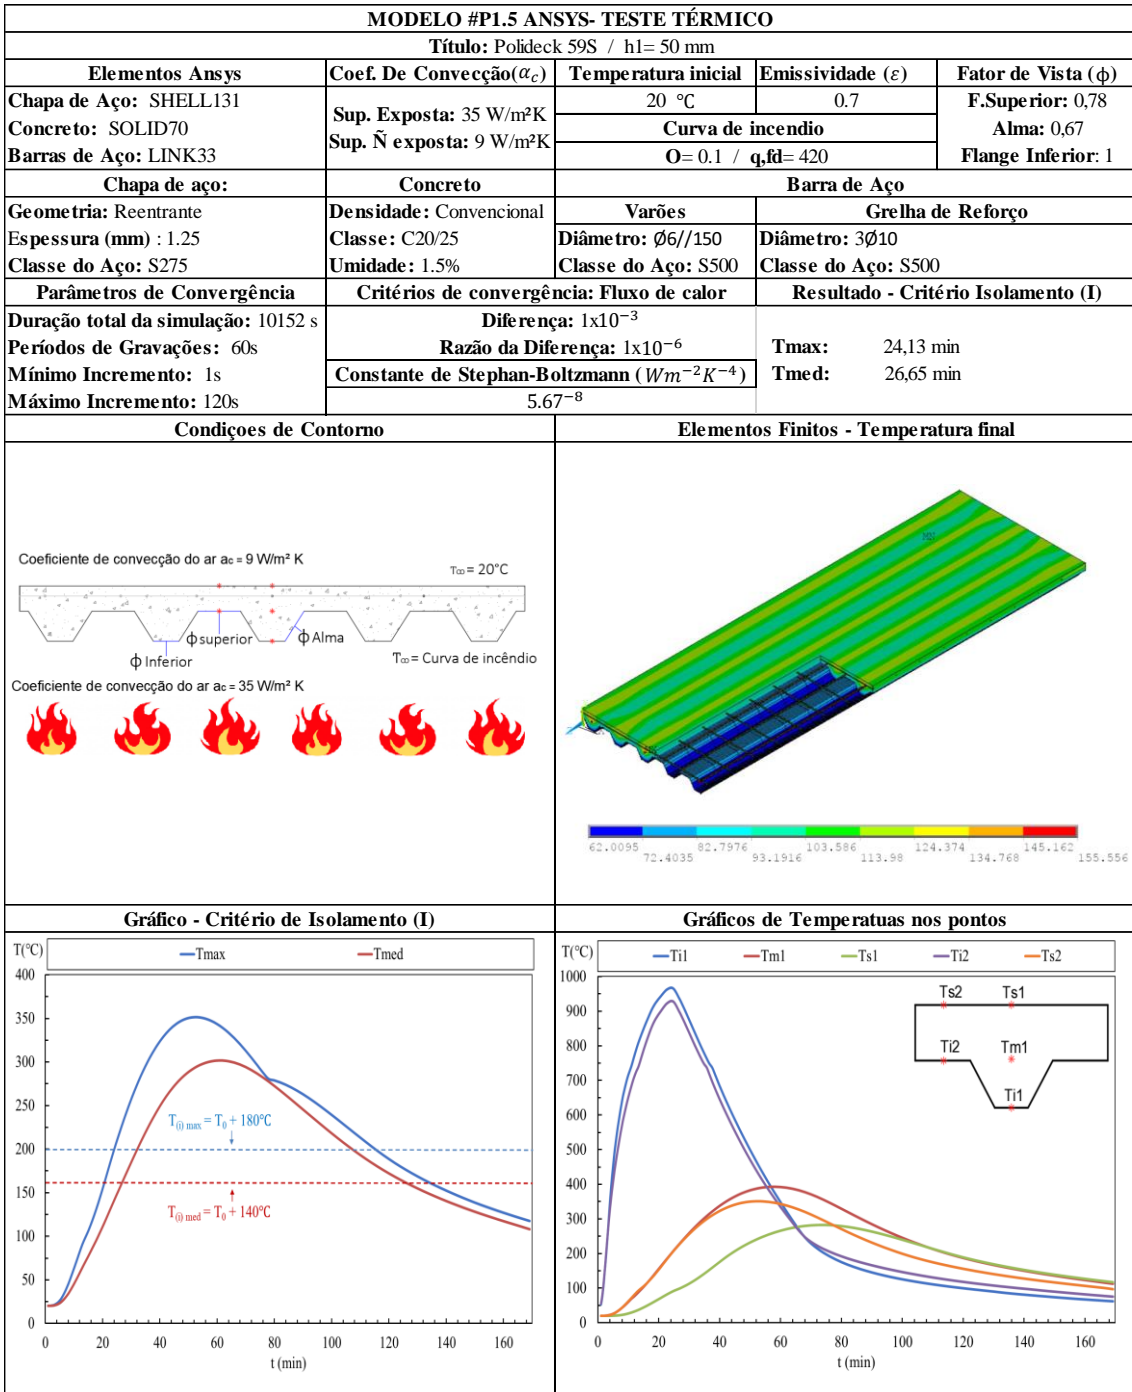 MODELO #P1.5 ANSYS- TESTE TÉRMICO
Título: Polideck 59S / h1= 50 mm
Elementos Ansys
Coef. De Convecção(α𝑐)
Temperatura inicial
Emissividade (ε)
Fator de Vista (ϕ)
Chapa de Aço: SHELL131
Concreto: SOLID70
Barras de Aço: LINK33
Sup. Exposta: 35 W/m²K
Sup. Ñ exposta: 9 W/m²K
20 °C
0.7
Curva de incendio
O= 0.1 / q,fd= 420
F.Superior: 0,78
Alma: 0,67
Flange Inferior: 1
Chapa de aço:
Concreto
Barra de Aço
Geometria: Reentrante
Espessura (mm) : 1.25
Classe do Aço: S275
Densidade: Convencional
Classe: C20/25
Umidade: 1.5%
Varões
Diâmetro: Ø6//150
Classe do Aço: S500
Grelha de Reforço
Diâmetro: 3Ø10
Classe do Aço: S500
Parâmetros de Convergência
Critérios de convergência: Fluxo de calor
Resultado - Critério Isolamento (I)
Duração total da simulação: 10152 s
Períodos de Gravações: 60s
Mínimo Incremento: 1s
Máximo Incremento: 120s
Diferença: 1x10⁻³
Razão da Diferença: 1x10⁻⁶
Constante de Stephan-Boltzmann ( Wm⁻²K⁻⁴)
5.67⁻⁸
Tmax: 24,13 min
Tmed: 26,65 min
Condiçoes de Contorno
Elementos Finitos - Temperatura final
Coeficiente de convecção do ar ac = 9 W/m² K
T∞ = 20°C
ϕ superior
ϕ Alma
ϕ Inferior
T∞ = Curva de incêndio
Coeficiente de convecção do ar ac = 35 W/m² K
62.0095 82.7976 103.586 124.374 145.162
72.4035 93.1916 113.98 134.768 155.556
Gráfico - Critério de Isolamento (I)
Gráficos de Temperatuas nos pontos
T(°C)
Tmax
Tmed
400
350
300
250
200
150
100
50
0
T(i) max = T0 + 180°C
T(i) med = T0 + 140°C
0 20 40 60 80 100 120 140 160
t (min)
T(°C)
Ti1
Tm1
Ts1
Ti2
Ts2
1000
900
800
700
600
500
400
300
200
100
0
Ts2 Ts1
Ti2 Tm1
Ti1
0 20 40 60 80 100 120 140 160
t (min)